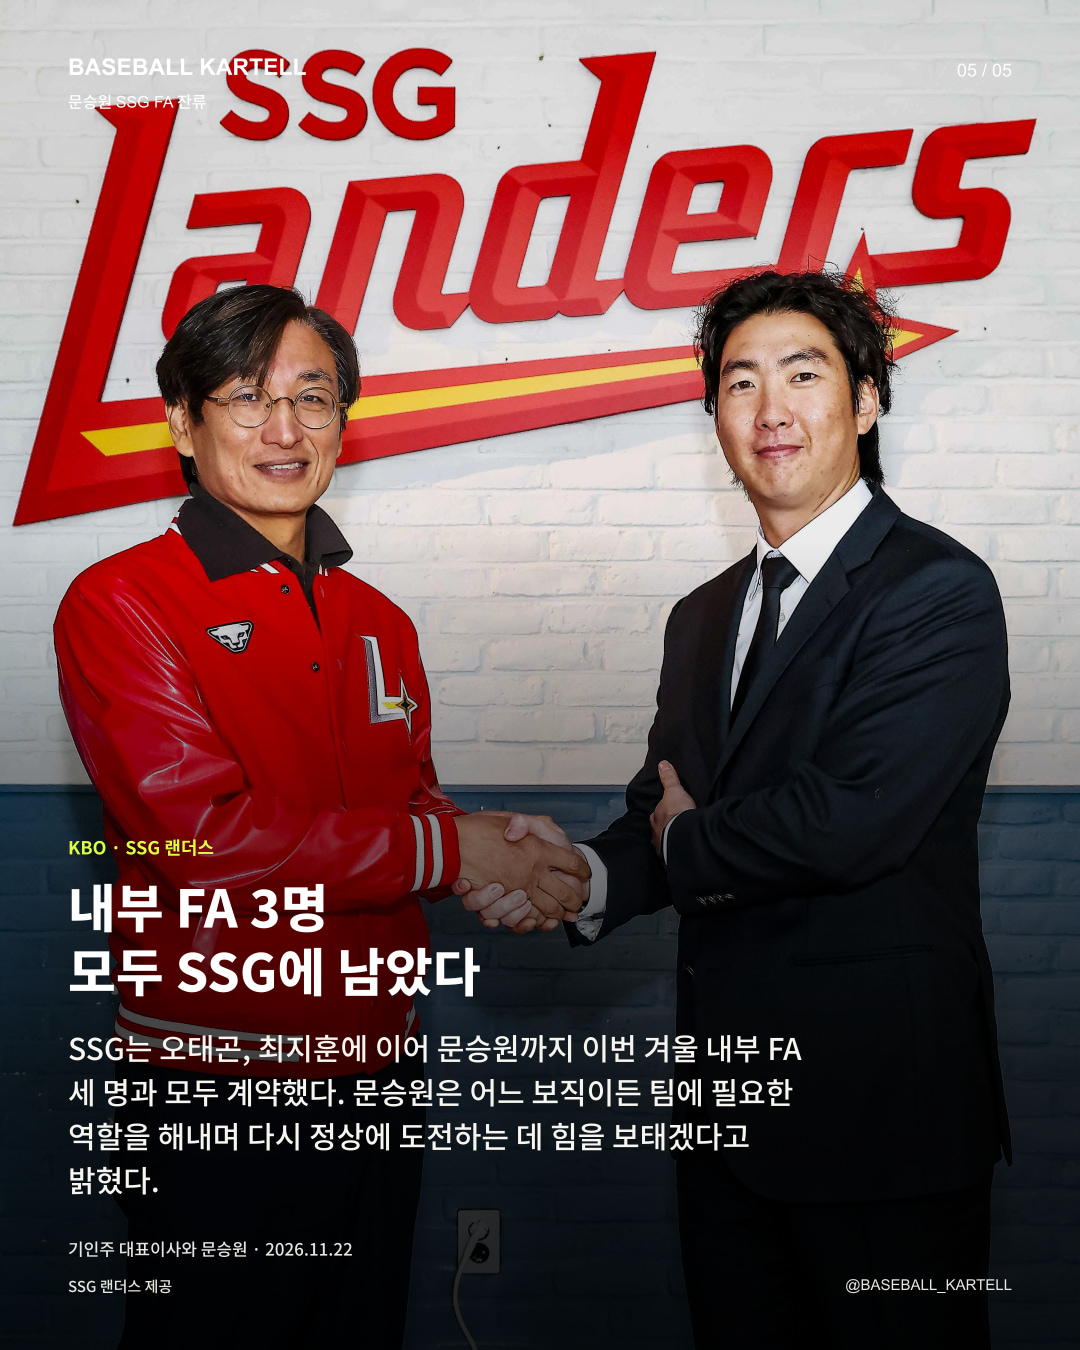 BASEBALL KARTELL
문승원 SSG FA 잔류
05 / 05
SSG
Landers
L
KBO · SSG 랜더스
내부 FA 3명
모두 SSG에 남았다
SSG는 오태곤, 최지훈에 이어 문승원까지 이번 겨울 내부 FA
세 명과 모두 계약했다. 문승원은 어느 보직이든 팀에 필요한
역할을 해내며 다시 정상에 도전하는 데 힘을 보태겠다고
밝혔다.
기인주 대표이사와 문승원 · 2026.11.22
SSG 랜더스 제공
@BASEBALL_KARTELL